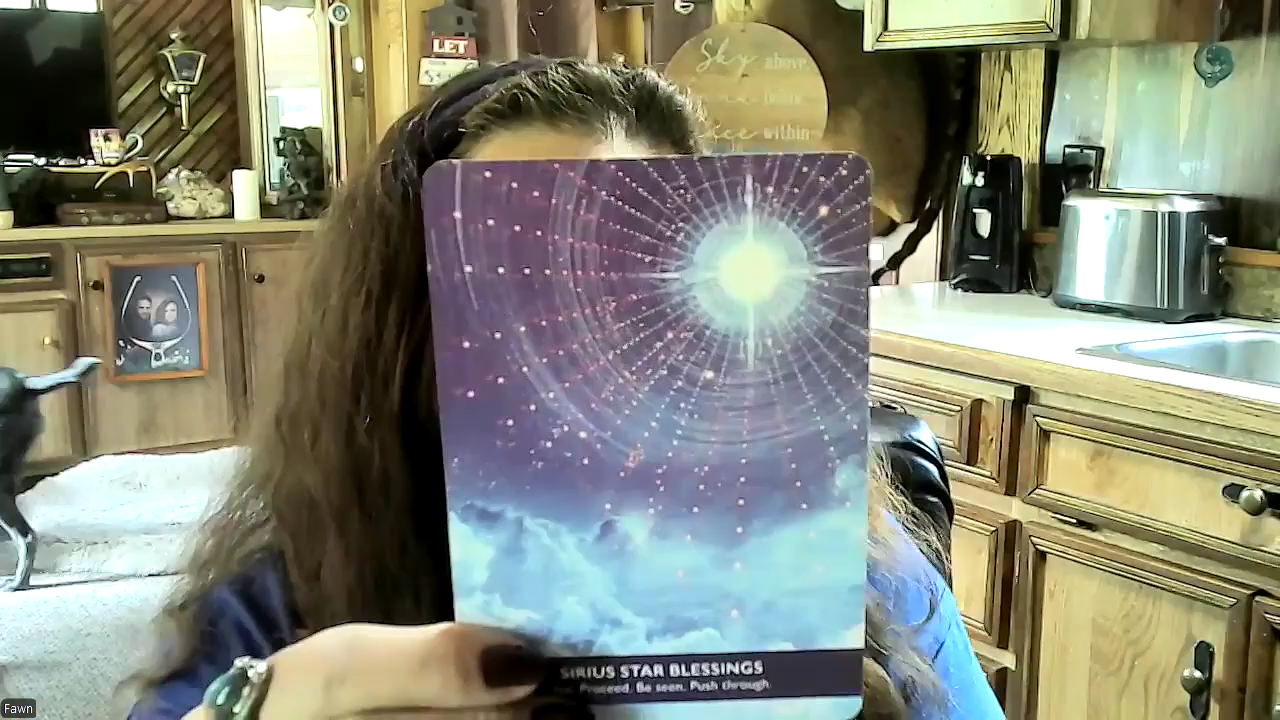 LET
Sky above
within
SIRIUS STAR BLESSINGS
Proceed. Be seen. Push through.
Fawn